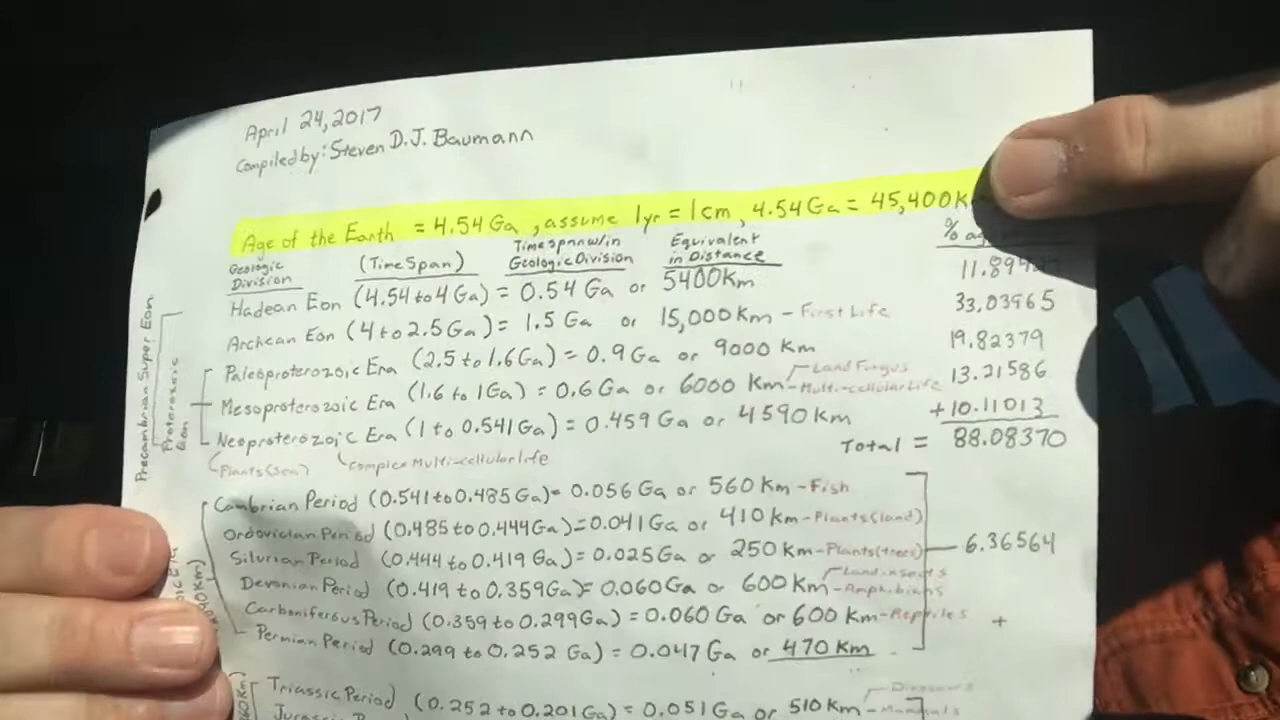 April 24, 2017
Compiled by: Steven D.J. Baumann
Age of the Earth = 4.54 Ga, assume 1yr = 1cm, 4.54 Ga = 45,400K
Geologic Division (Time Span) Time span w/in Geologic Division Equivalent in Distance %
Hadean Eon (4.54 to 4 Ga) = 0.54 Ga or 5400Km 11.894
Archean Eon (4 to 2.5 Ga) = 1.5 Ga or 15,000 Km - First Life 33.03965
Paleoproterozoic Era (2.5 to 1.6 Ga) = 0.9 Ga or 9000 Km 19.82379
Land Fungus
Mesoproterozoic Era (1.6 to 1 Ga) = 0.6 Ga or 6000 Km - Multi-cellular Life 13.21586
Neoproterozoic Era (1 to 0.541 Ga) = 0.459 Ga or 4590 Km +10.11013
Plants (sea) Complex Multi-cellular life Total = 88.08370
Precambrian Super Eon
Proterozoic Eon
Cambrian Period (0.541 to 0.485 Ga) = 0.056 Ga or 560 Km - Fish
Ordovician Period (0.485 to 0.444 Ga) = 0.041 Ga or 410 Km - Plants (land)
Silurian Period (0.444 to 0.419 Ga) = 0.025 Ga or 250 Km - Plants (trees) 6.36564
Land insects
Devonian Period (0.419 to 0.359 Ga) = 0.060 Ga or 600 Km - Amphibians
Carboniferous Period (0.359 to 0.299 Ga) = 0.060 Ga or 600 Km - Reptiles +
Permian Period (0.299 to 0.252 Ga) = 0.047 Ga or 470 Km
Dinosaurs
Triassic Period (0.252 to 0.201 Ga) = 0.051 Ga or 510 Km - Mammals